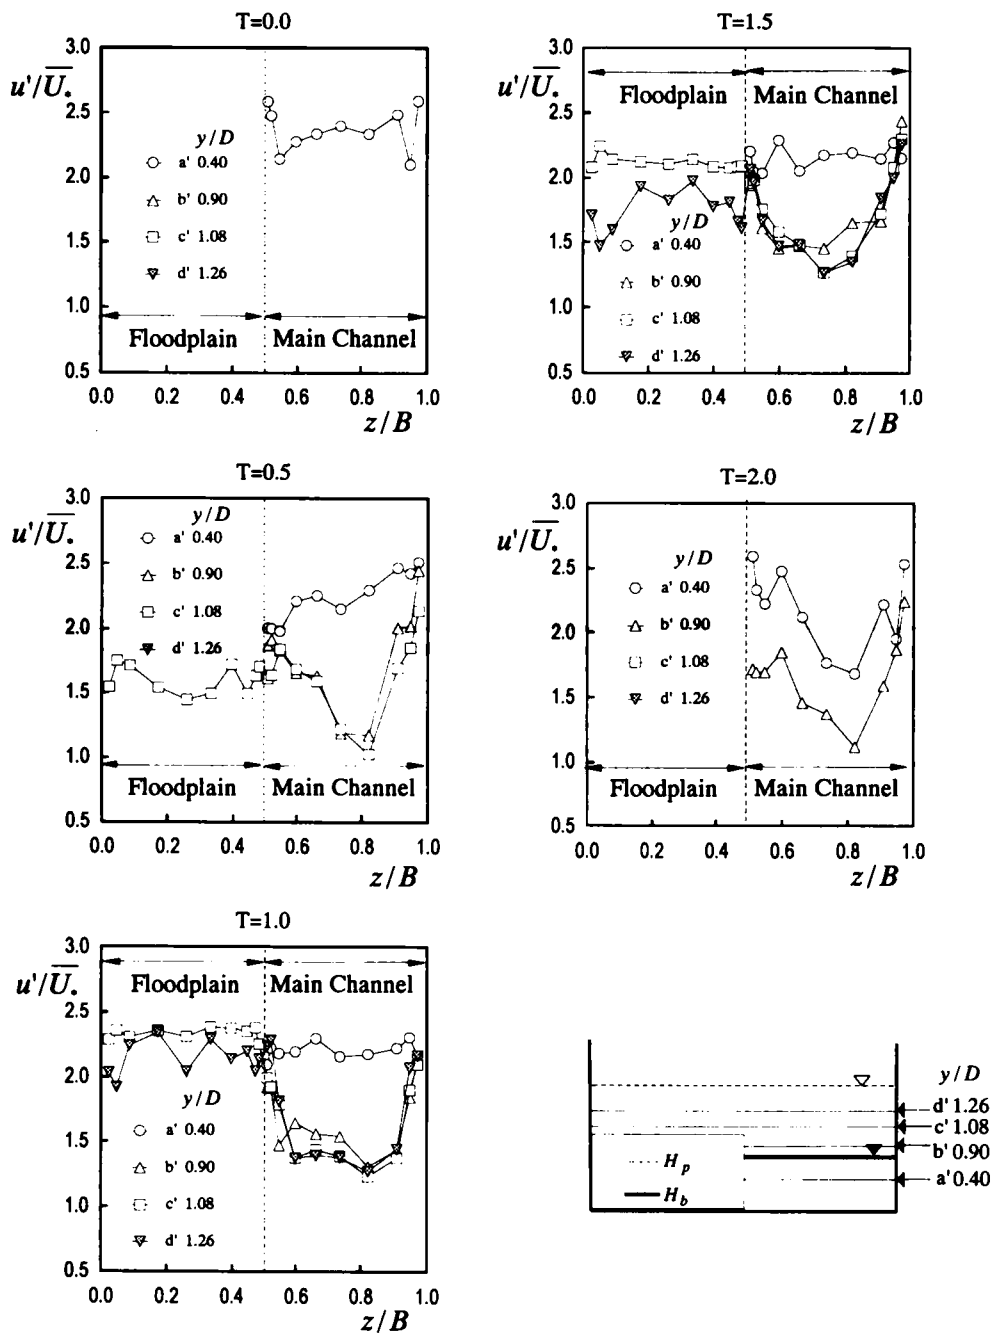 T=0.0
3.0
u'/U̅*
2.5
2.0
1.5
1.0
0.5
y/D
a' 0.40
b' 0.90
c' 1.08
d' 1.26
Floodplain
Main Channel
0.0 0.2 0.4 0.6 0.8 1.0
z/B
T=1.5
3.0
u'/U̅*
2.5
2.0
1.5
1.0
0.5
Floodplain
Main Channel
y/D
a' 0.40
b' 0.90
c' 1.08
d' 1.26
0.0 0.2 0.4 0.6 0.8 1.0
z/B
T=0.5
3.0
u'/U̅*
2.5
2.0
1.5
1.0
0.5
y/D
a' 0.40
b' 0.90
c' 1.08
d' 1.26
Floodplain
Main Channel
0.0 0.2 0.4 0.6 0.8 1.0
z/B
T=2.0
3.0
u'/U̅*
2.5
2.0
1.5
1.0
0.5
y/D
a' 0.40
b' 0.90
c' 1.08
d' 1.26
Floodplain
Main Channel
0.0 0.2 0.4 0.6 0.8 1.0
z/B
T=1.0
3.0
u'/U̅*
2.5
2.0
1.5
1.0
0.5
Floodplain
Main Channel
y/D
a' 0.40
b' 0.90
c' 1.08
d' 1.26
0.0 0.2 0.4 0.6 0.8 1.0
z/B
y/D
d' 1.26
c' 1.08
b' 0.90
a' 0.40
H_p
H_b